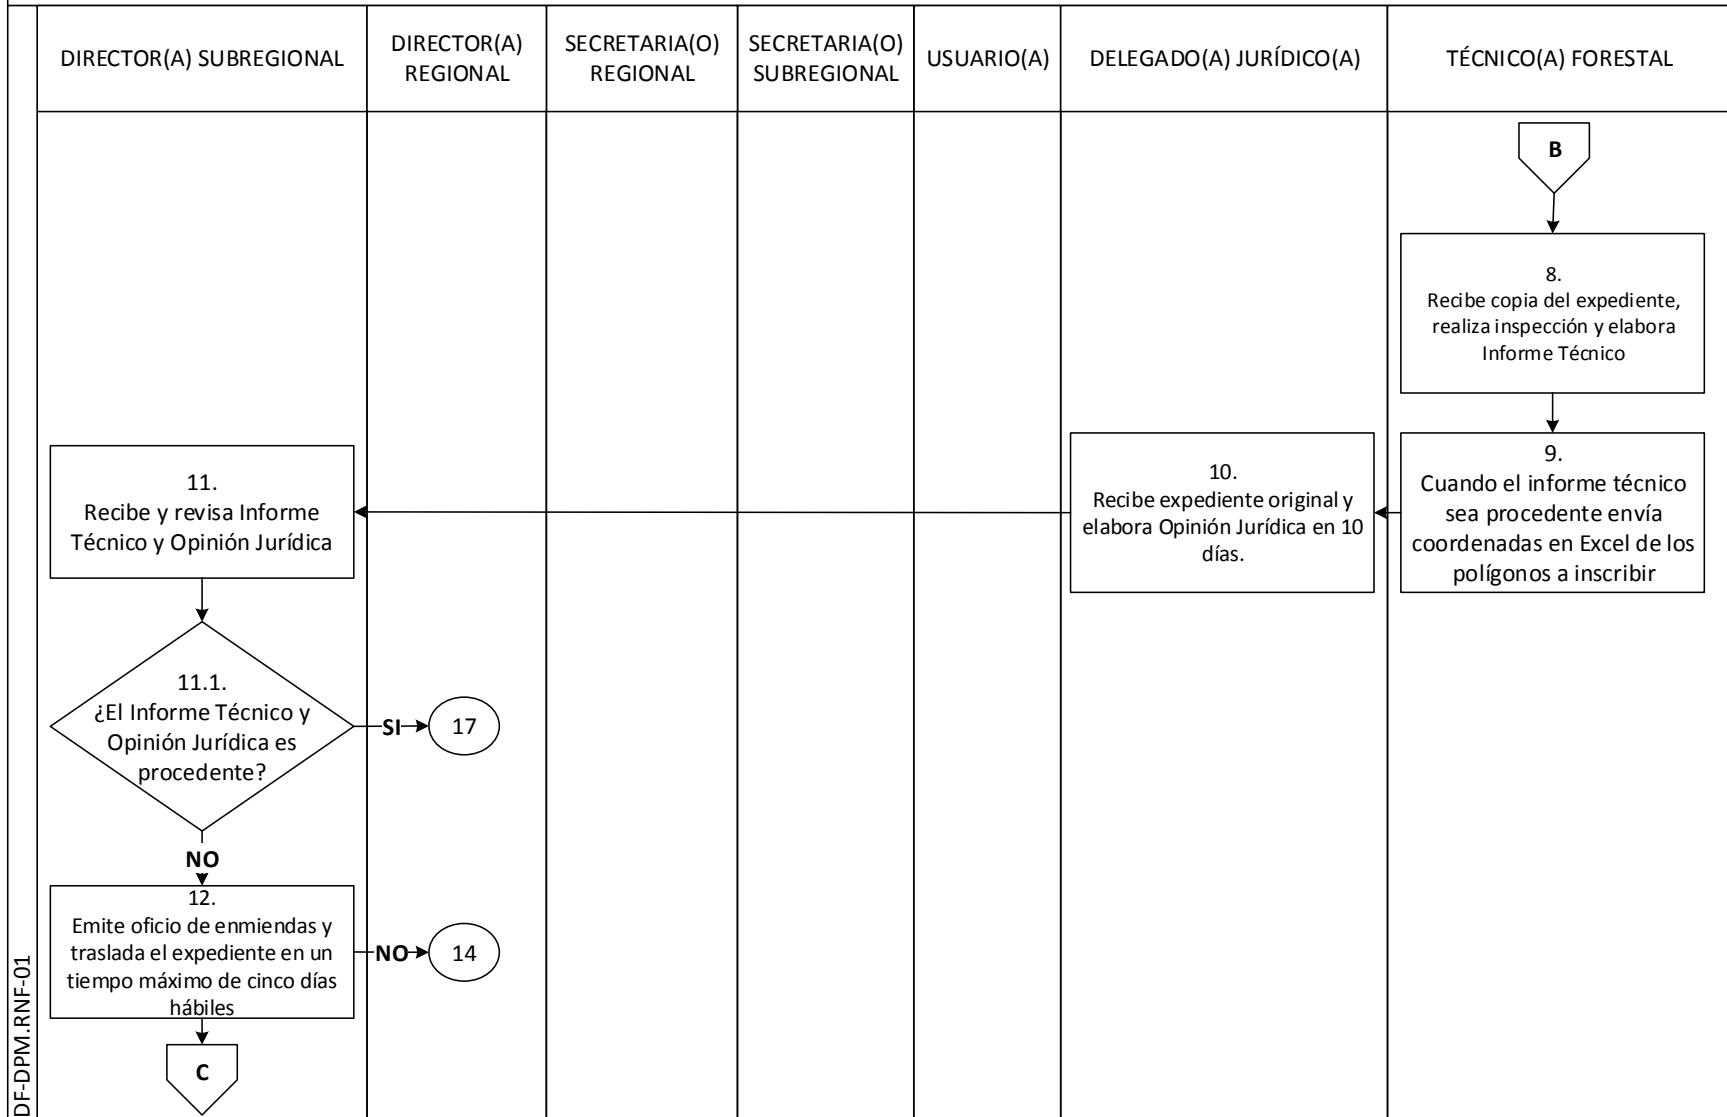 DIRECTOR(A) SUBREGIONAL
DIRECTOR(A)
REGIONAL
SECRETARIA(O)
REGIONAL
SECRETARIA(O)
SUBREGIONAL
USUARIO(A)
DELEGADO(A) JURÍDICO(A)
TÉCNICO(A) FORESTAL
B
8.
Recibe copia del expediente,
realiza inspección y elabora
Informe Técnico
9.
Cuando el informe técnico
sea procedente envía
coordenadas en Excel de los
polígonos a inscribir
10.
Recibe expediente original y
elabora Opinión Jurídica en 10
días.
11.
Recibe y revisa Informe
Técnico y Opinión Jurídica
11.1.
¿El Informe Técnico y
Opinión Jurídica es
procedente?
SI
17
NO
12.
Emite oficio de enmiendas y
traslada el expediente en un
tiempo máximo de cinco días
hábiles
NO
14
C
DF-DPM.RNF-01